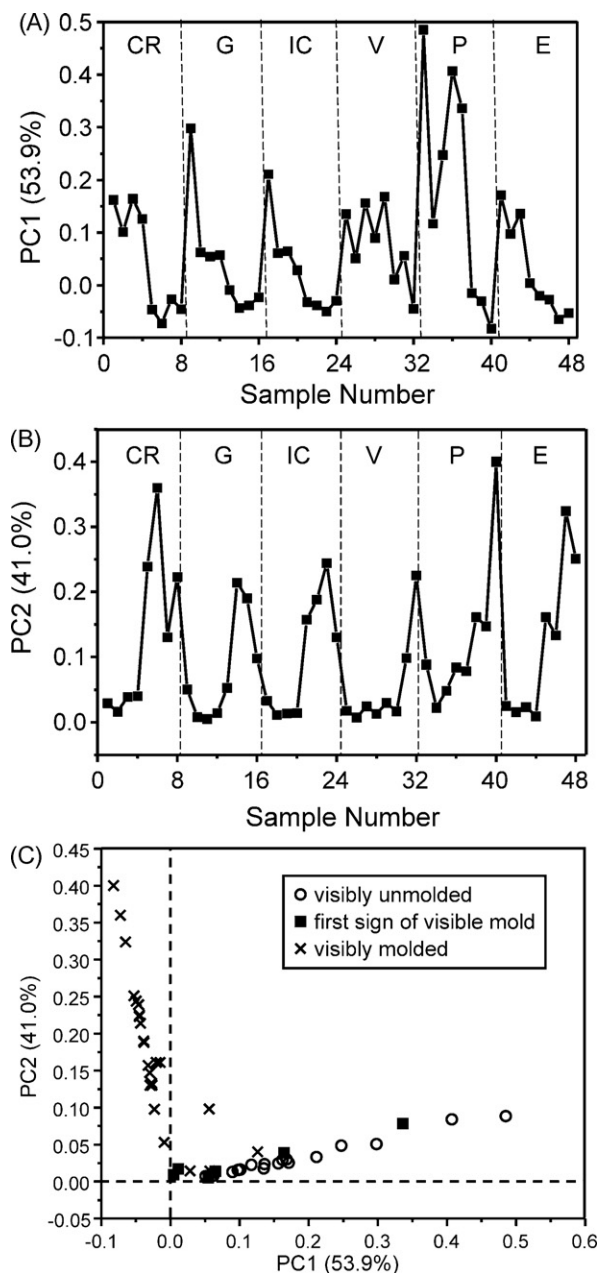 (A)
CR G IC V P E
0.5
0.4
0.3
0.2
0.1
0.0
-0.1
PC1 (53.9%)
0 8 16 24 32 40 48
Sample Number
(B)
CR G IC V P E
0.4
0.3
0.2
0.1
0.0
PC2 (41.0%)
0 8 16 24 32 40 48
Sample Number
(C)
0.45
0.40
0.35
0.30
0.25
0.20
0.15
0.10
0.05
0.00
-0.05
PC2 (41.0%)
visibly unmolded
first sign of visible mold
visibly molded
-0.1 0.0 0.1 0.2 0.3 0.4 0.5 0.6
PC1 (53.9%)